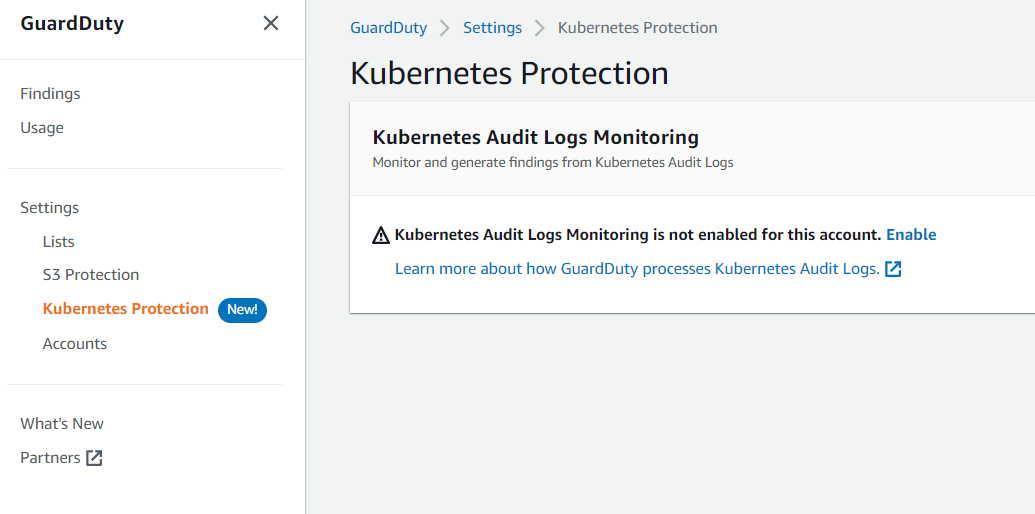 GuardDuty
Findings
Usage
Settings
Lists
S3 Protection
Kubernetes Protection New!
Accounts
What's New
Partners
GuardDuty Settings Kubernetes Protection
Kubernetes Protection
Kubernetes Audit Logs Monitoring
Monitor and generate findings from Kubernetes Audit Logs
Kubernetes Audit Logs Monitoring is not enabled for this account. Enable
Learn more about how GuardDuty processes Kubernetes Audit Logs.